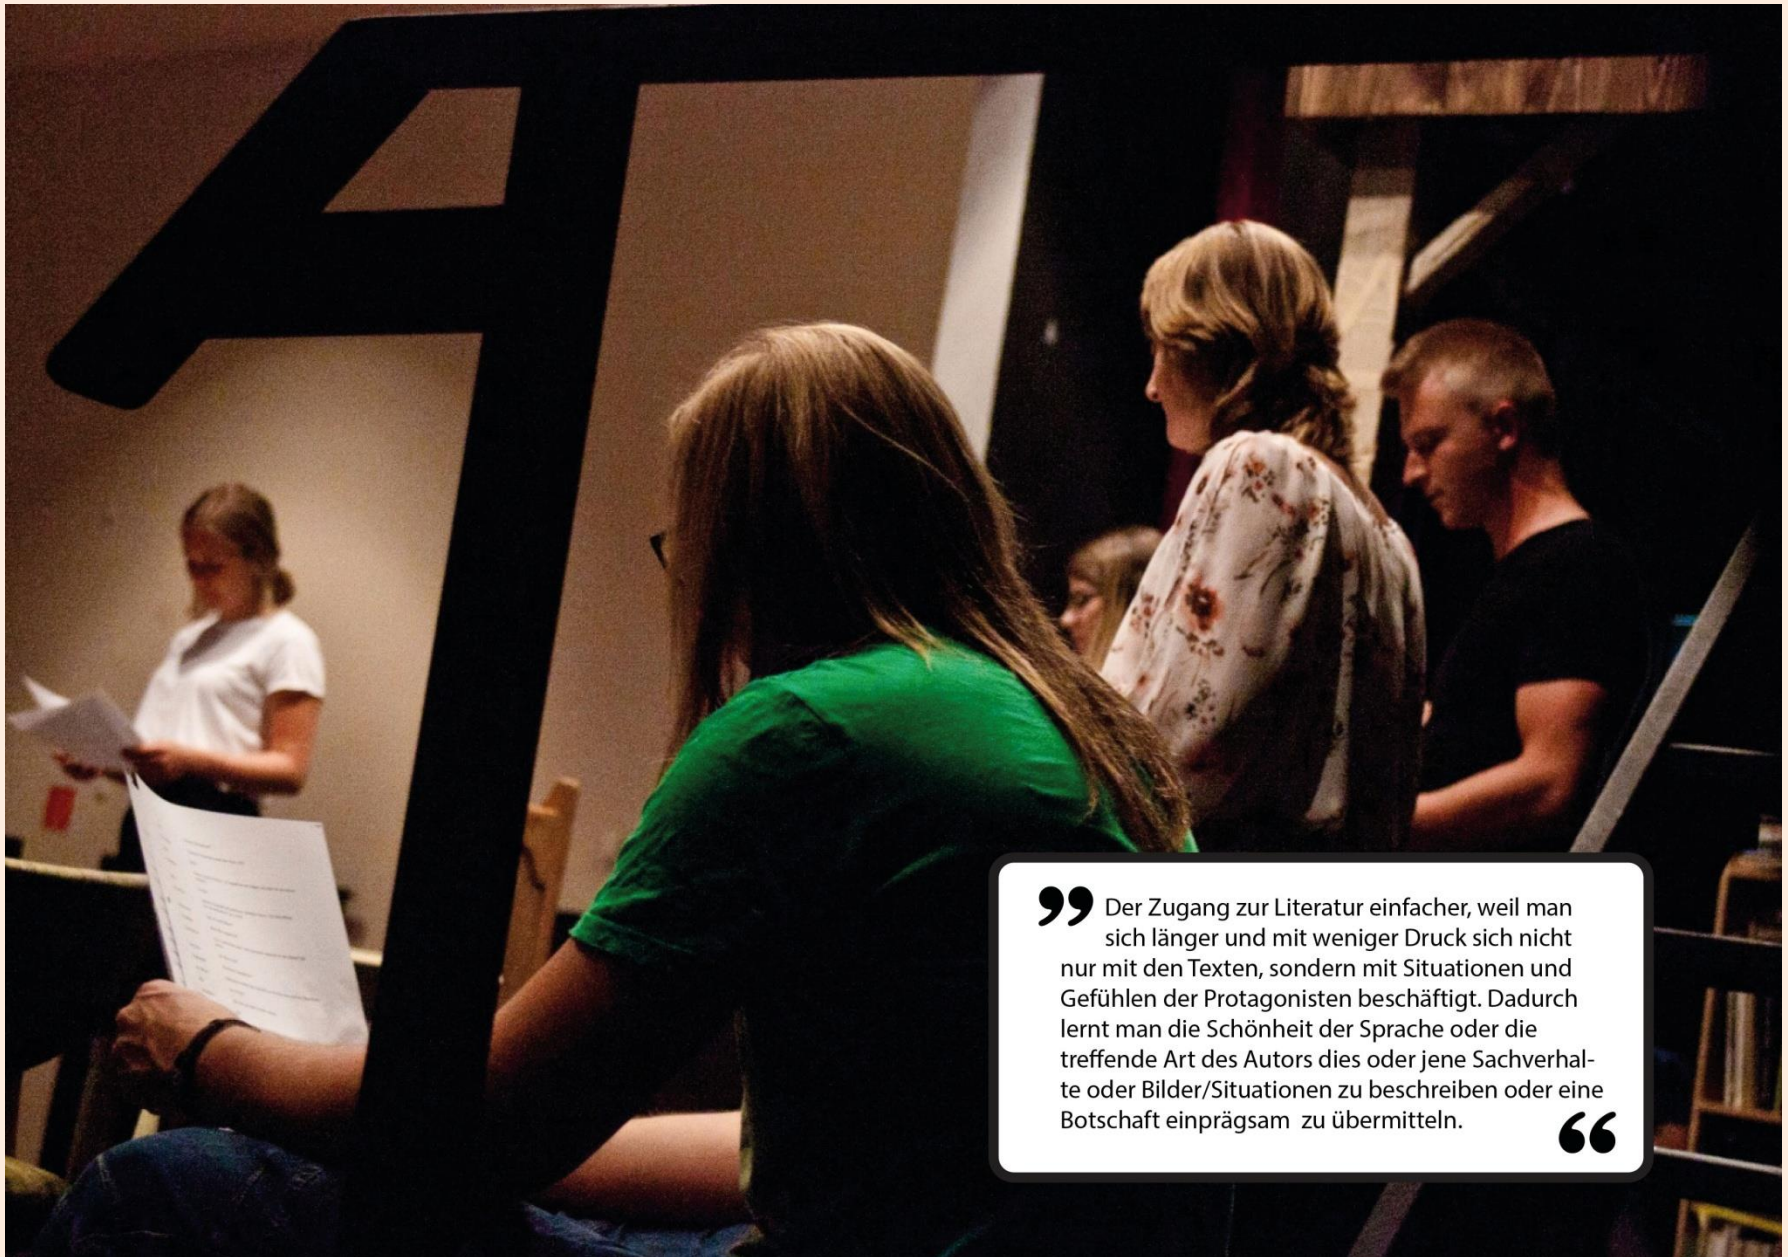 ” Der Zugang zur Literatur einfacher, weil man
sich länger und mit weniger Druck sich nicht
nur mit den Texten, sondern mit Situationen und
Gefühlen der Protagonisten beschäftigt. Dadurch
lernt man die Schönheit der Sprache oder die
treffende Art des Autors dies oder jene Sachverhal-
te oder Bilder/Situationen zu beschreiben oder eine
Botschaft einprägsam zu übermitteln. “